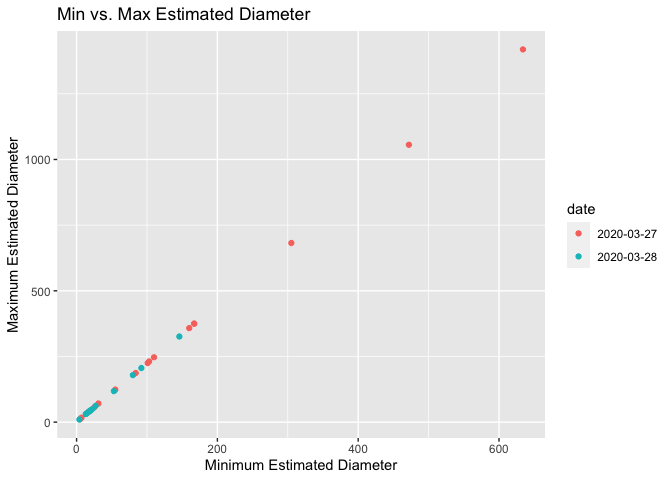 Min vs. Max Estimated Diameter
Maximum Estimated Diameter
1000
500
0
0 200 400 600
Minimum Estimated Diameter
date
2020-03-27
2020-03-28